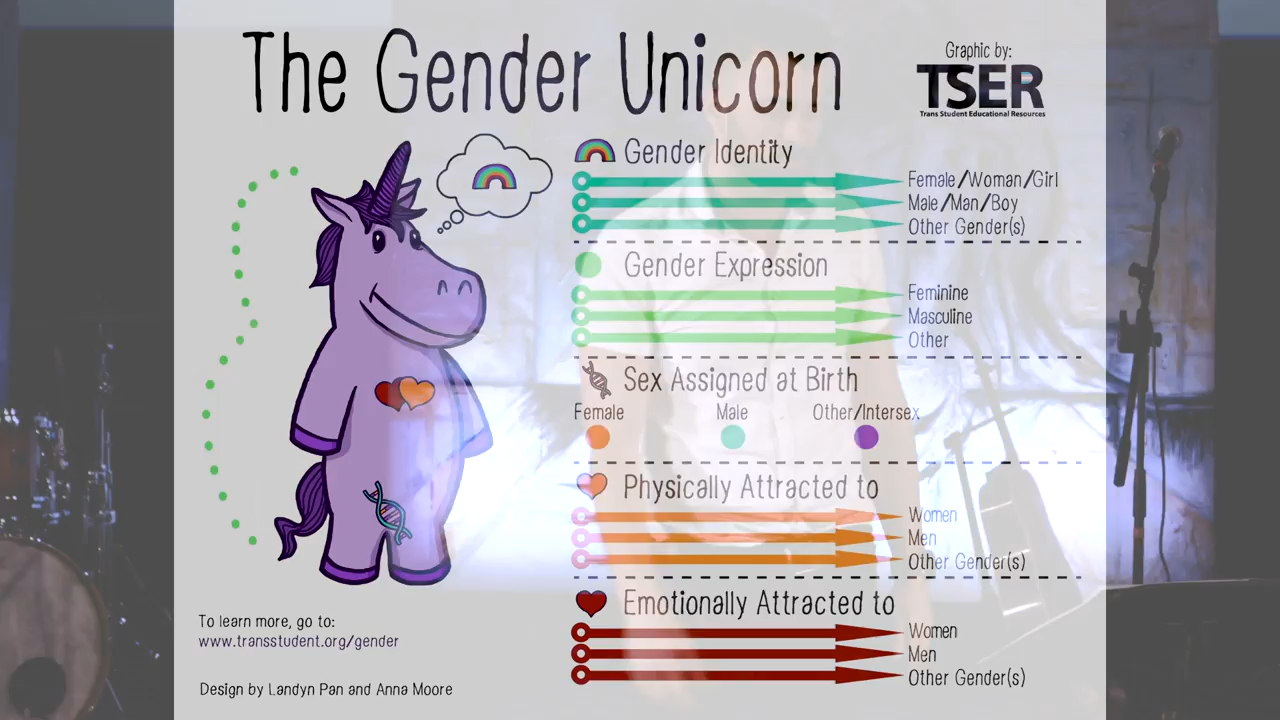 The Gender Unicorn
Graphic by:
TSER
Trans Student Educational Resources
Gender Identity
Female/Woman/Girl
Male/Man/Boy
Other Gender(s)
Gender Expression
Feminine
Masculine
Other
Sex Assigned at Birth
Female Male Other/Intersex
Physically Attracted to
Women
Men
Other Gender(s)
Emotionally Attracted to
Women
Men
Other Gender(s)
To learn more, go to:
www.transstudent.org/gender
Design by Landyn Pan and Anna Moore